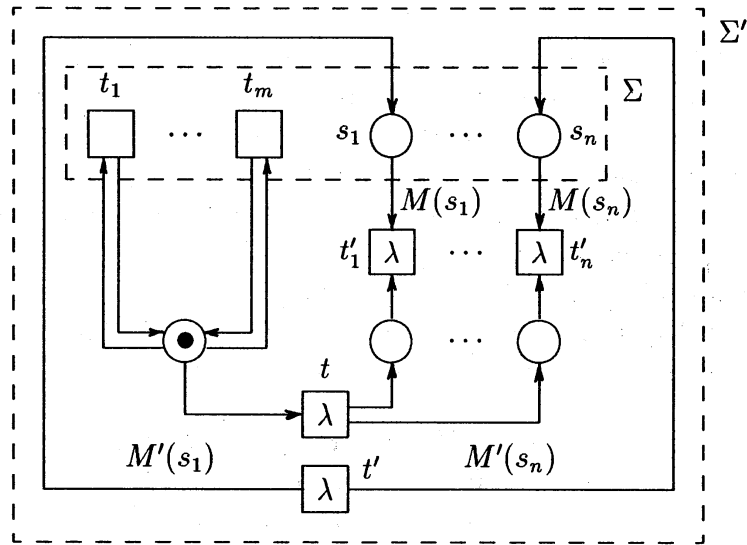 Σ′
t₁ ⋯ tₘ Σ
s₁ ⋯ sₙ
M(s₁) M(sₙ)
t′₁ λ ⋯ λ t′ₙ
⋯
t
λ
M′(s₁) M′(sₙ)
λ t′